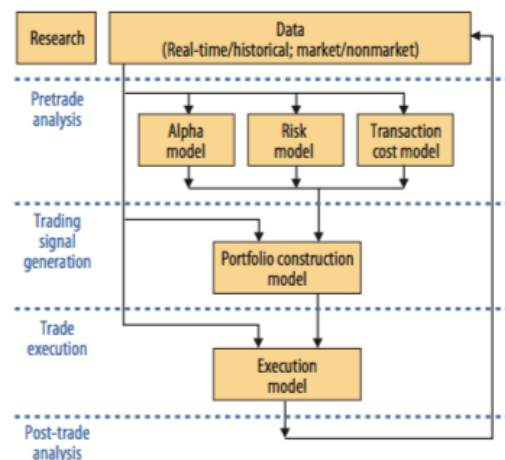 Research
Data
(Real-time/historical; market/nonmarket)
Pretrade
analysis
Alpha
model
Risk
model
Transaction
cost model
Trading
signal
generation
Portfolio construction
model
Trade
execution
Execution
model
Post-trade
analysis